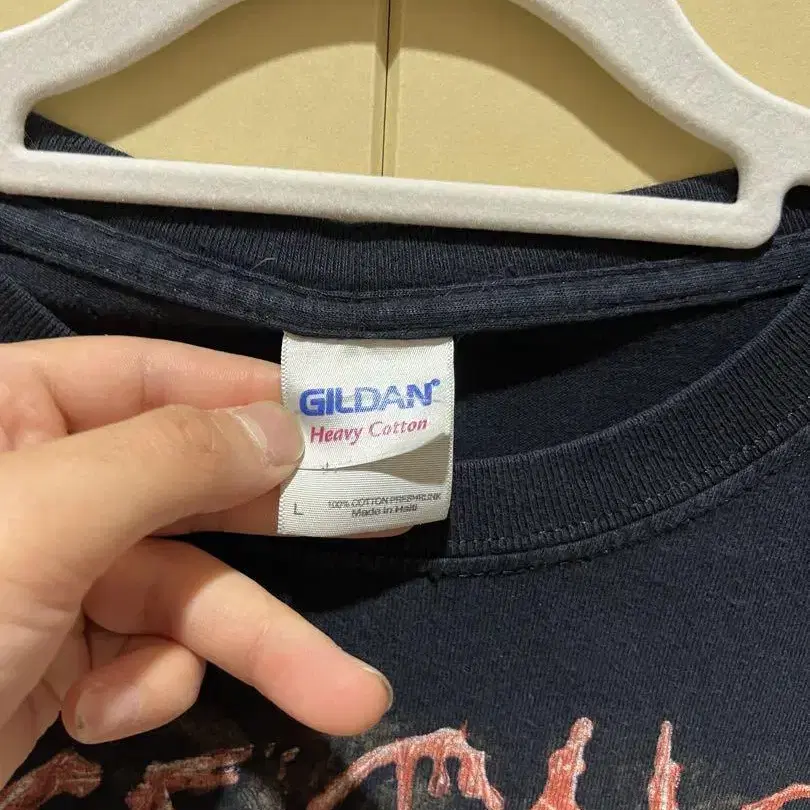 GILDAN®
Heavy Cotton
L
100% COTTON PRESHRUNK
Made in Haiti